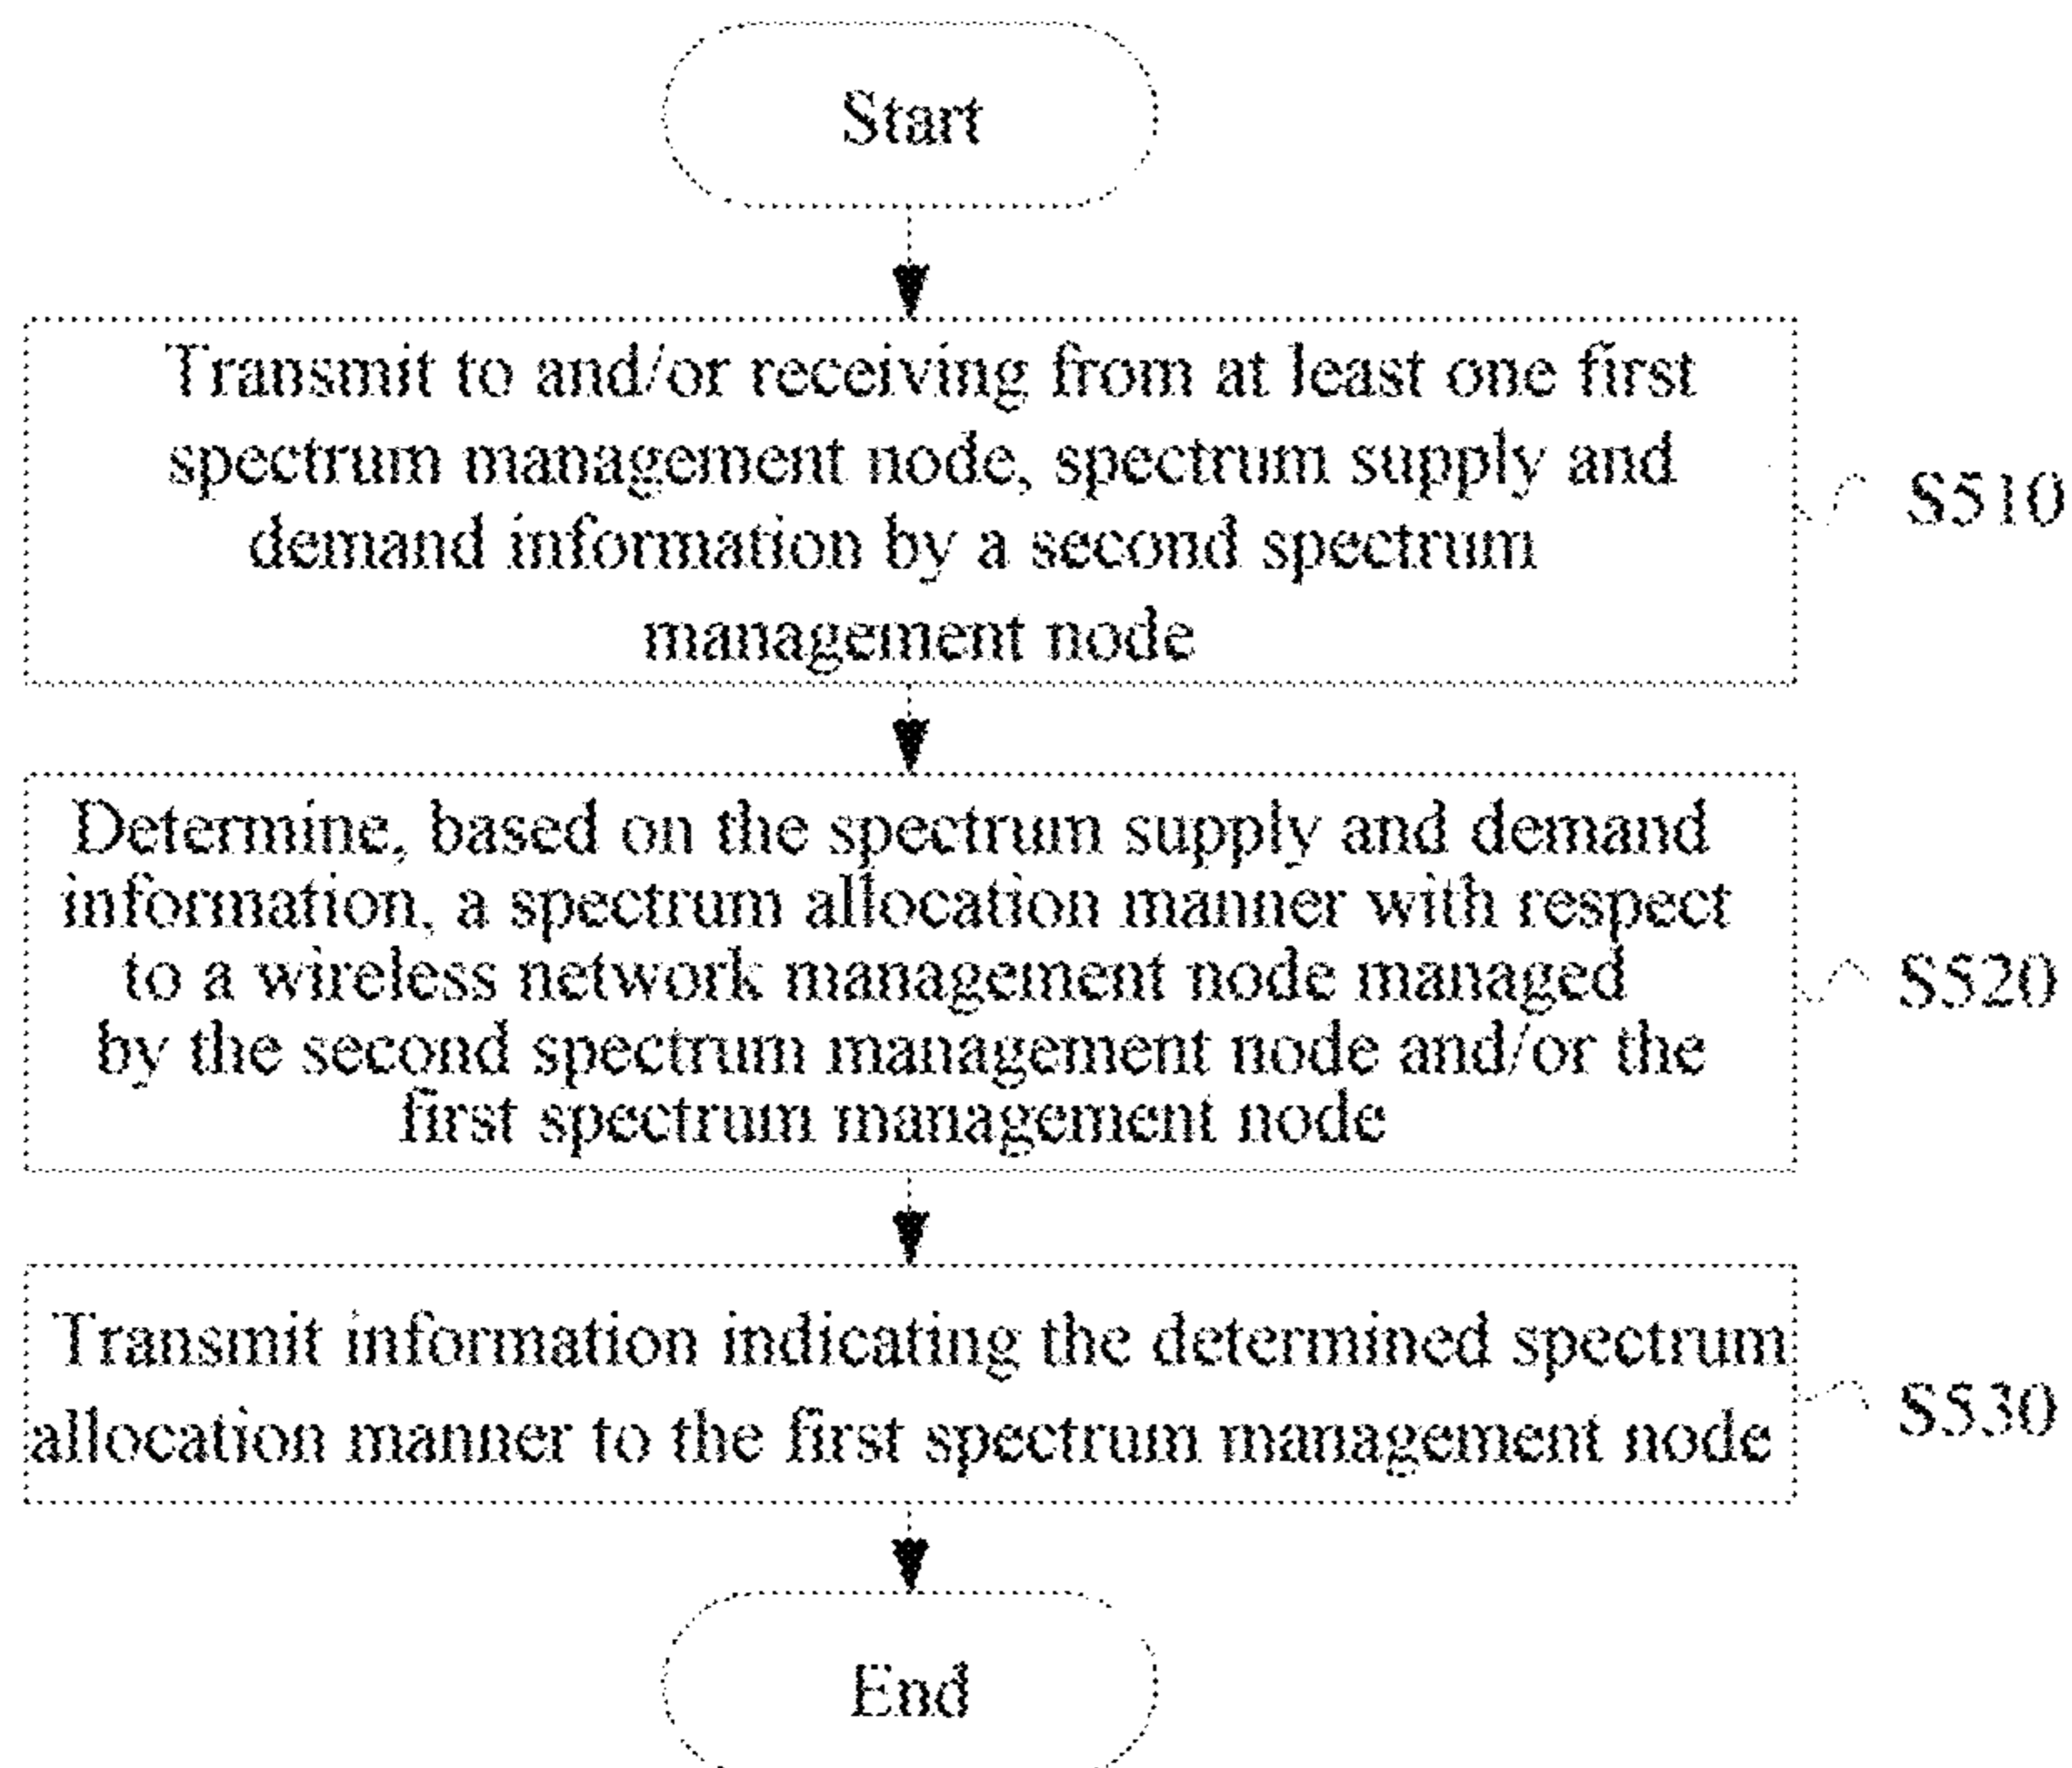 Start
Transmit to and/or receiving from at least one first
spectrum management node, spectrum supply and
demand information by a second spectrum
management node
S510
Determine, based on the spectrum supply and demand
information, a spectrum allocation manner with respect
to a wireless network management node managed
by the second spectrum management node and/or the
first spectrum management node
S520
Transmit information indicating the determined spectrum
allocation manner to the first spectrum management node
S530
End